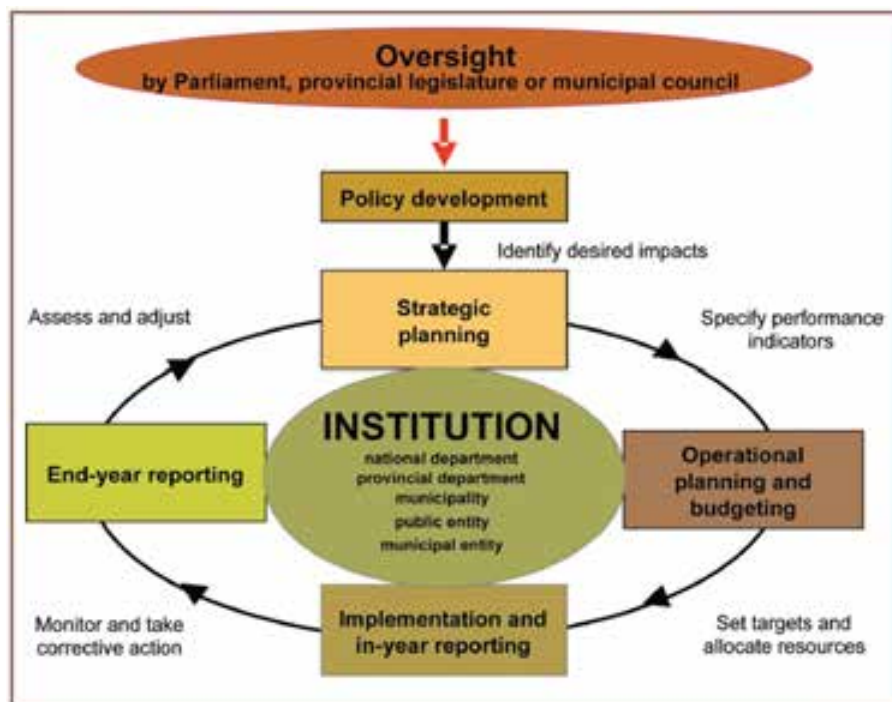 Oversight
by Parliament, provincial legislature or municipal council
Policy development
Identify desired impacts
Strategic
planning
Assess and adjust
Specify performance
indicators
INSTITUTION
national department
provincial department
municipality
public entity
municipal entity
End-year reporting
Operational
planning and
budgeting
Implementation and
in-year reporting
Monitor and take
corrective action
Set targets and
allocate resources